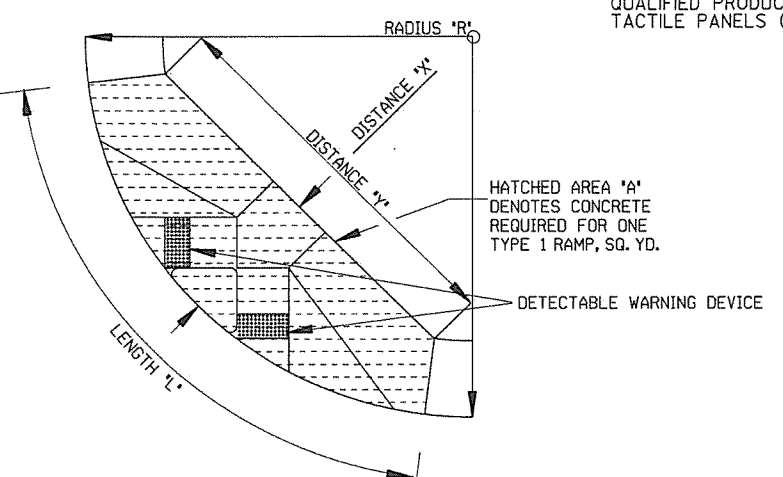 QUALIFIED PRODUCT
TACTILE PANELS (
RADIUS 'R'
DISTANCE 'X'
DISTANCE 'Y'
HATCHED AREA 'A'
DENOTES CONCRETE
REQUIRED FOR ONE
TYPE 1 RAMP, SQ. YD.
DETECTABLE WARNING DEVICE
LENGTH 'L'